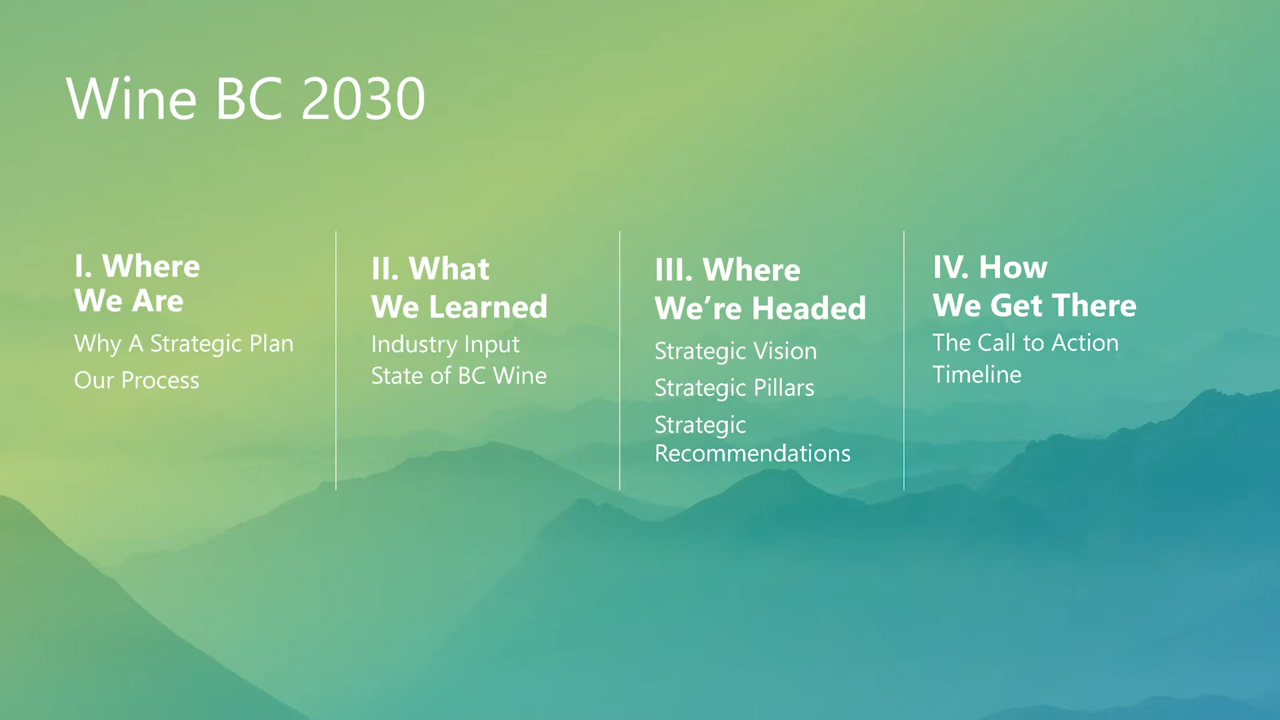 Wine BC 2030
I. Where
We Are
Why A Strategic Plan
Our Process
II. What
We Learned
Industry Input
State of BC Wine
III. Where
We’re Headed
Strategic Vision
Strategic Pillars
Strategic
Recommendations
IV. How
We Get There
The Call to Action
Timeline